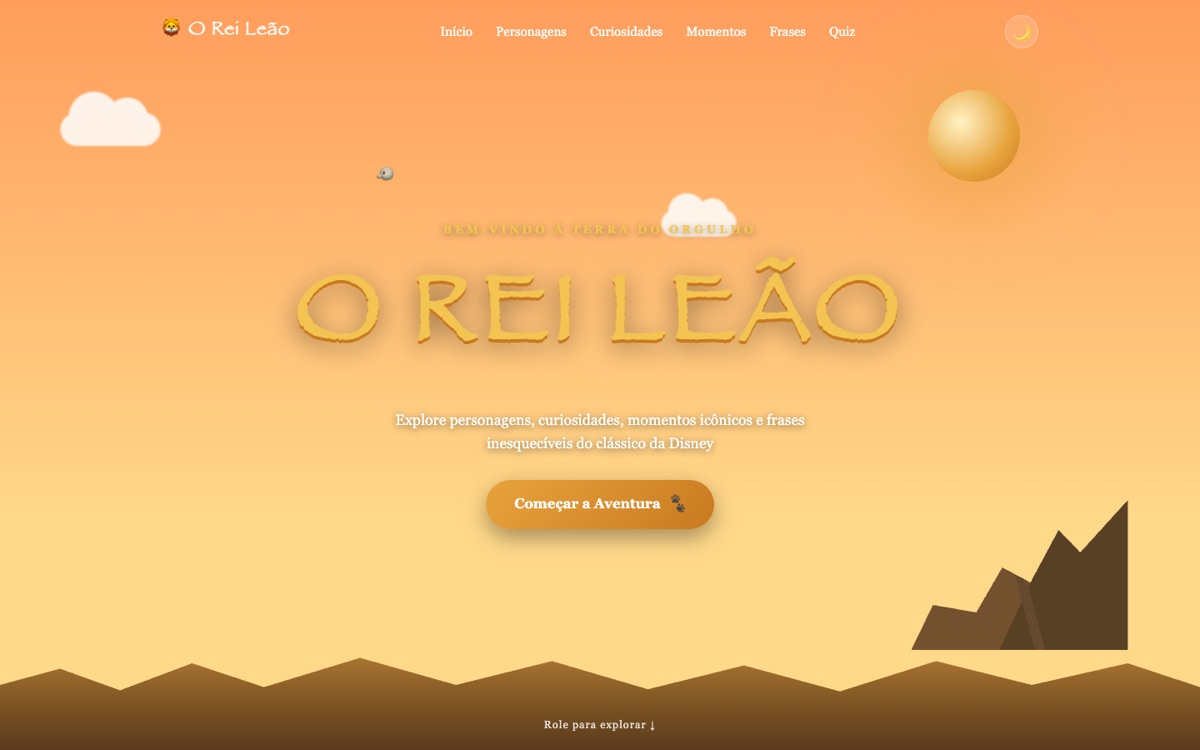 O Rei Leão
Início Personagens Curiosidades Momentos Frases Quiz
BEM VINDO À TERRA DO ORGULHO
O REI LEÃO
Explore personagens, curiosidades, momentos icônicos e frases
inesquecíveis do clássico da Disney
Começar a Aventura
Role para explorar ↓